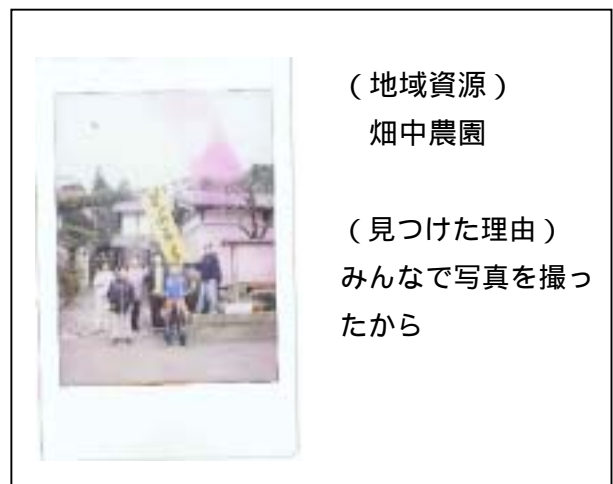 （地域資源）
畑中農園
（見つけた理由）
みんなで写真を撮っ
たから